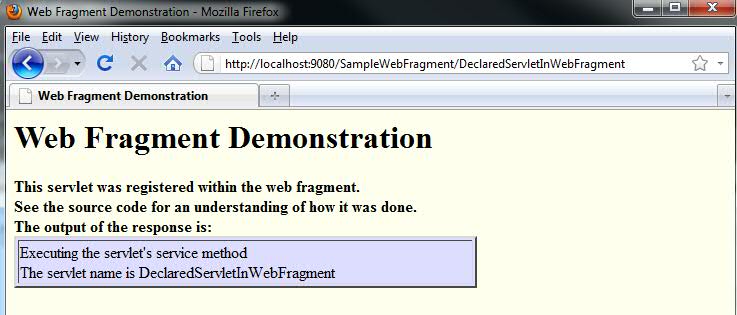 Web Fragment Demonstration - Mozilla Firefox
File Edit View History Bookmarks Tools Help
http://localhost:9080/SampleWebFragment/DeclaredServletInWebFragment
Web Fragment Demonstration
Web Fragment Demonstration
This servlet was registered within the web fragment.
See the source code for an understanding of how it was done.
The output of the response is:
Executing the servlet's service method
The servlet name is DeclaredServletInWebFragment